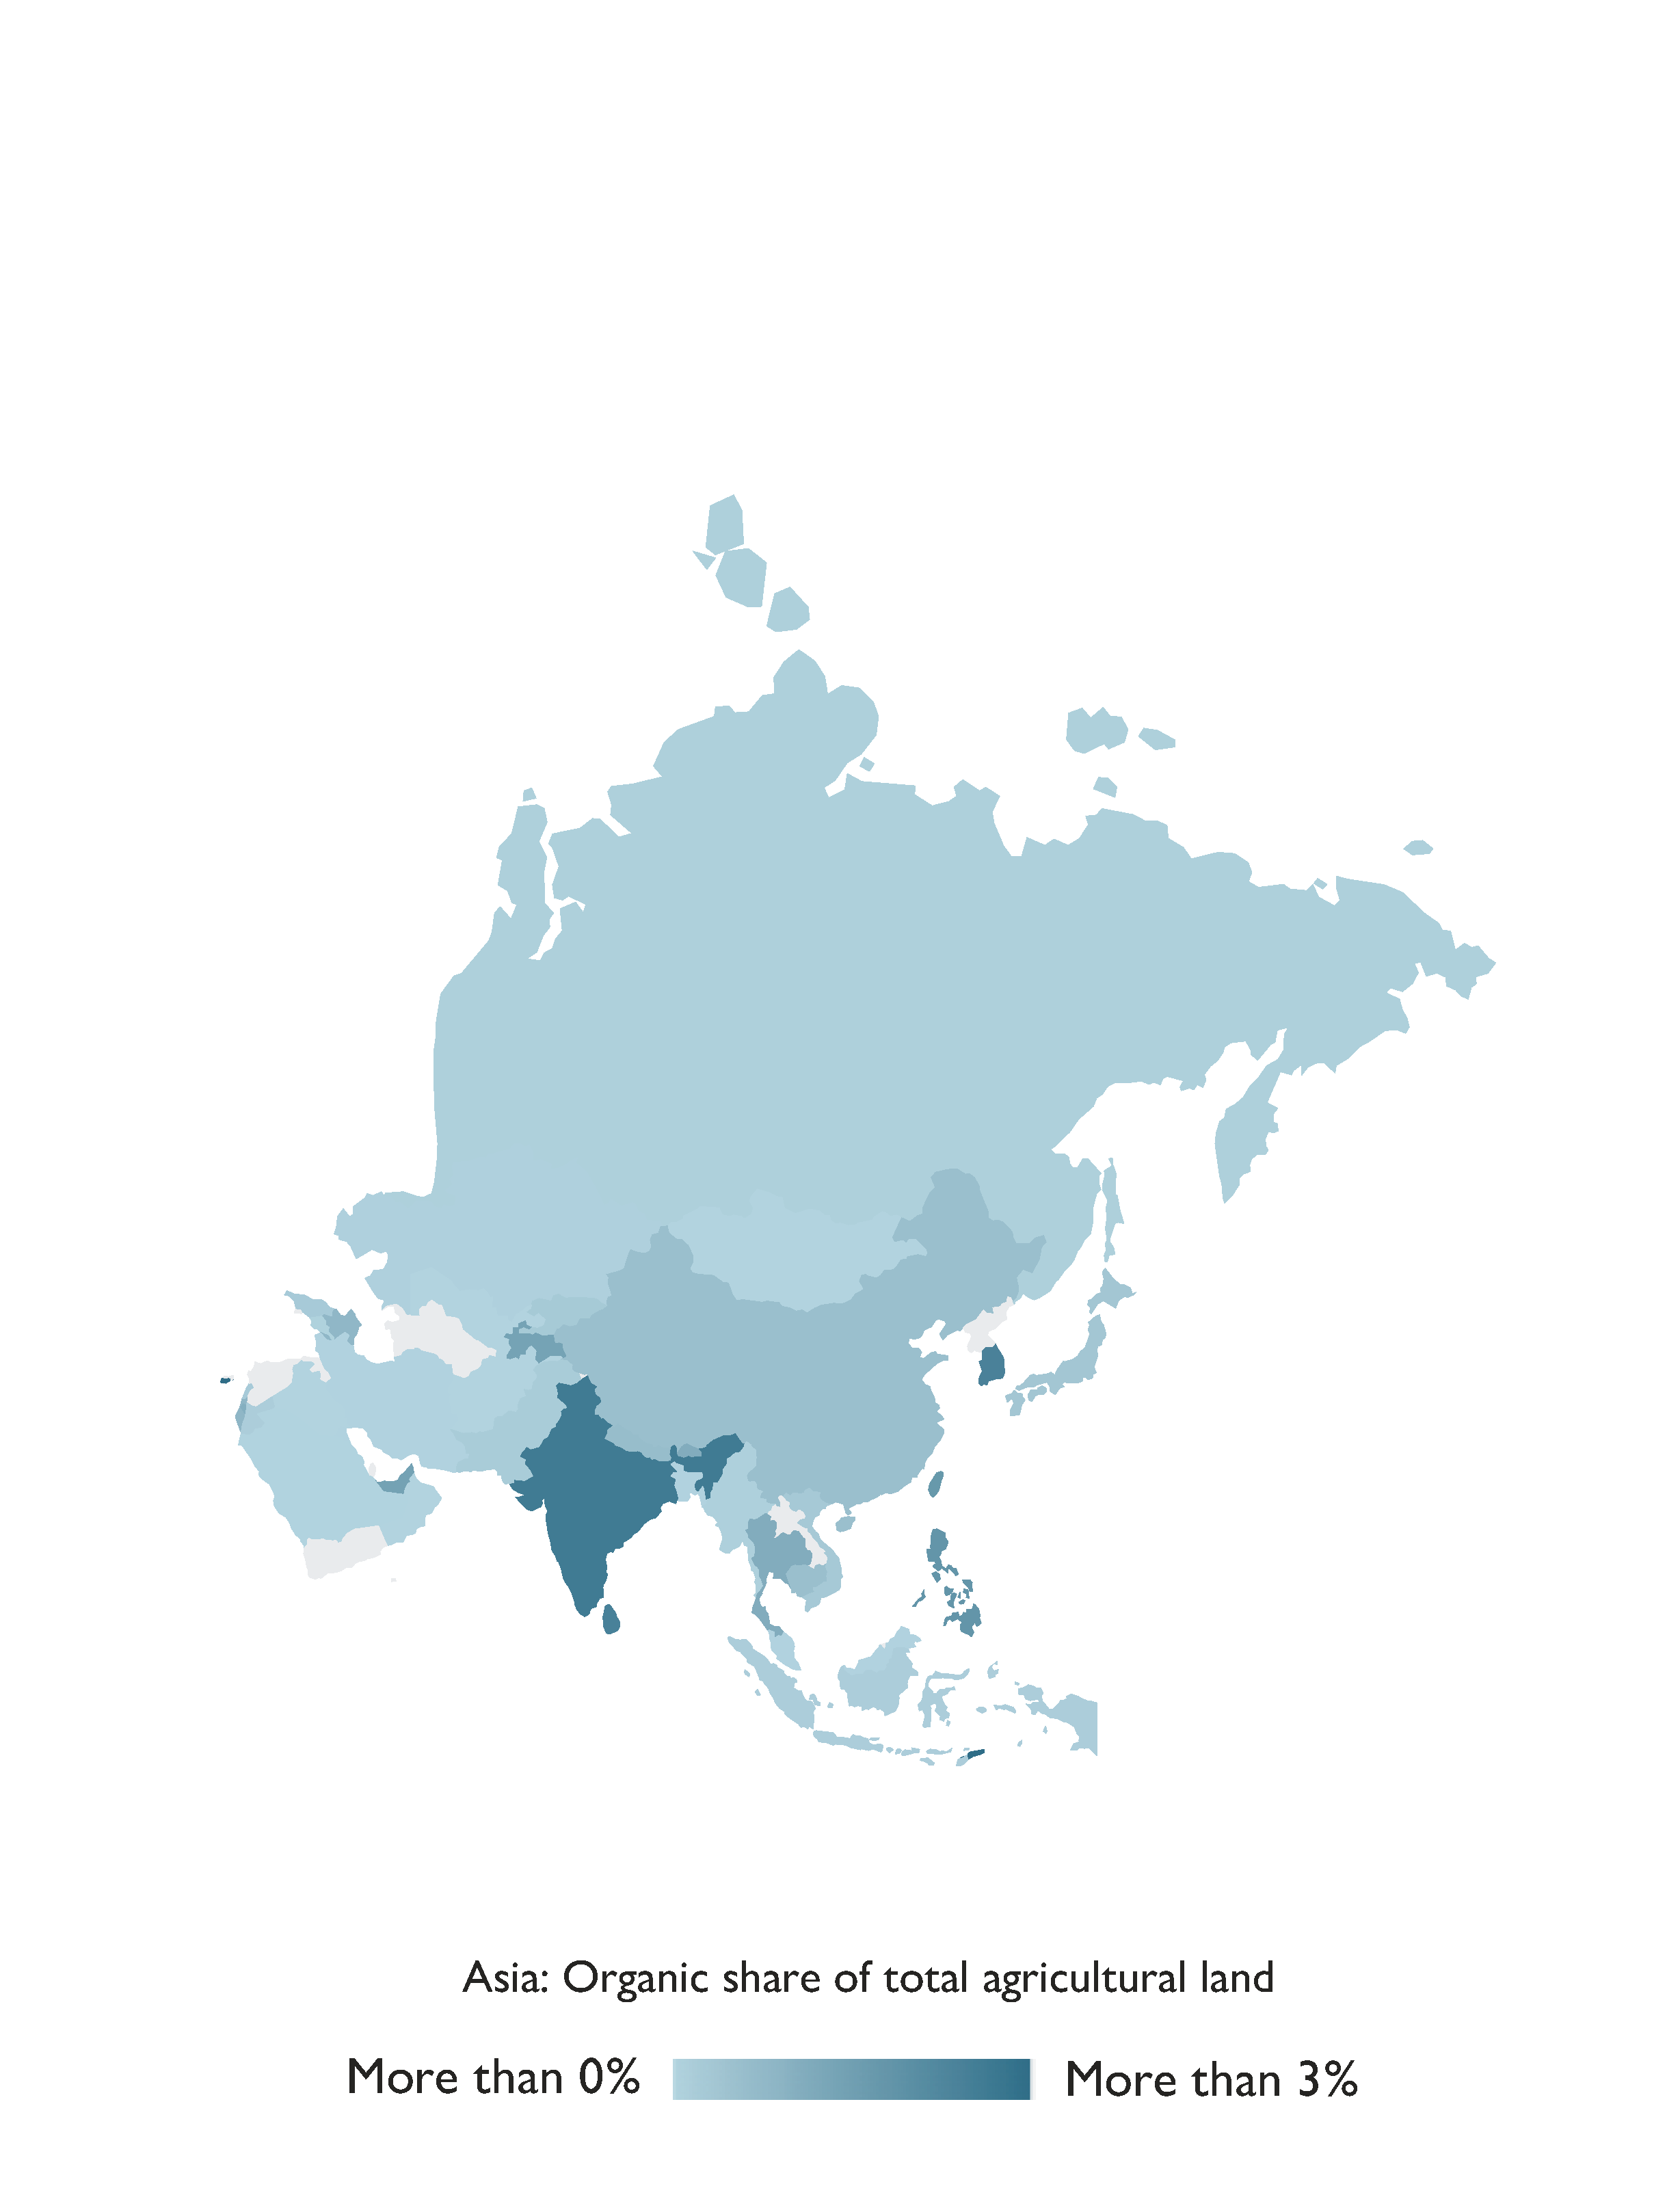 Asia: Organic share of total agricultural land
More than 0% More than 3%